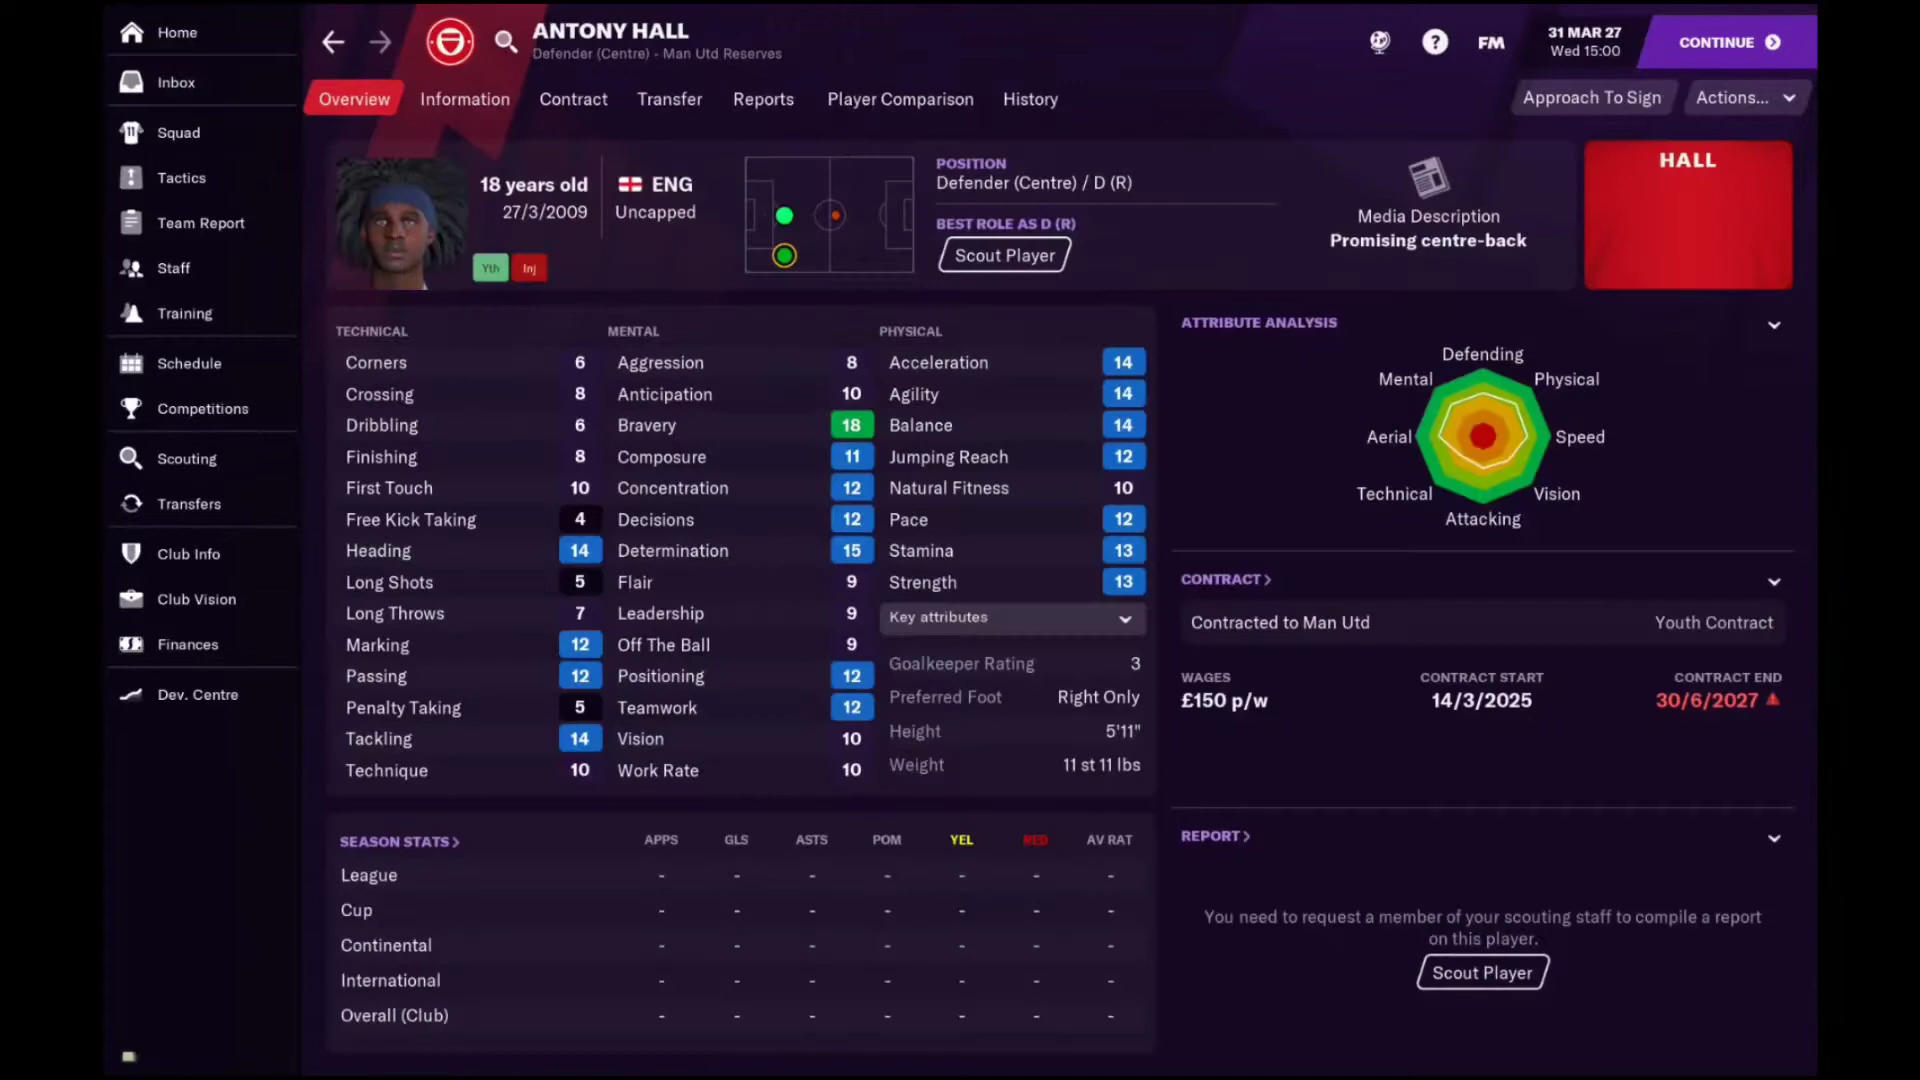 Home
Inbox
Squad
Tactics
Team Report
Staff
Training
Schedule
Competitions
Scouting
Transfers
Club Info
Club Vision
Finances
Dev. Centre
ANTONY HALL
Defender (Centre) - Man Utd Reserves
FM
31 MAR 27
Wed 15:00
CONTINUE
Overview
Information
Contract
Transfer
Reports
Player Comparison
History
Approach To Sign
Actions...
18 years old
27/3/2009
Yth
Inj
ENG
Uncapped
POSITION
Defender (Centre) / D (R)
BEST ROLE AS D (R)
Scout Player
Media Description
Promising centre-back
HALL
TECHNICAL
Corners 6
Crossing 8
Dribbling 6
Finishing 8
First Touch 10
Free Kick Taking 4
Heading 14
Long Shots 5
Long Throws 7
Marking 12
Passing 12
Penalty Taking 5
Tackling 14
Technique 10
MENTAL
Aggression 8
Anticipation 10
Bravery 18
Composure 11
Concentration 12
Decisions 12
Determination 15
Flair 9
Leadership 9
Off The Ball 9
Positioning 12
Teamwork 12
Vision 10
Work Rate 10
PHYSICAL
Acceleration 14
Agility 14
Balance 14
Jumping Reach 12
Natural Fitness 10
Pace 12
Stamina 13
Strength 13
Key attributes
Goalkeeper Rating 3
Preferred Foot Right Only
Height 5'11"
Weight 11 st 11 lbs
ATTRIBUTE ANALYSIS
Defending
Mental Physical
Aerial Speed
Technical Vision
Attacking
CONTRACT >
Contracted to Man Utd Youth Contract
WAGES CONTRACT START CONTRACT END
£150 p/w 14/3/2025 30/6/2027
SEASON STATS > APPS GLS ASTS POM YEL RED AV RAT
League - - - - - - -
Cup - - - - - - -
Continental - - - - - - -
International - - - - - - -
Overall (Club) - - - - - - -
REPORT >
You need to request a member of your scouting staff to compile a report
on this player.
Scout Player